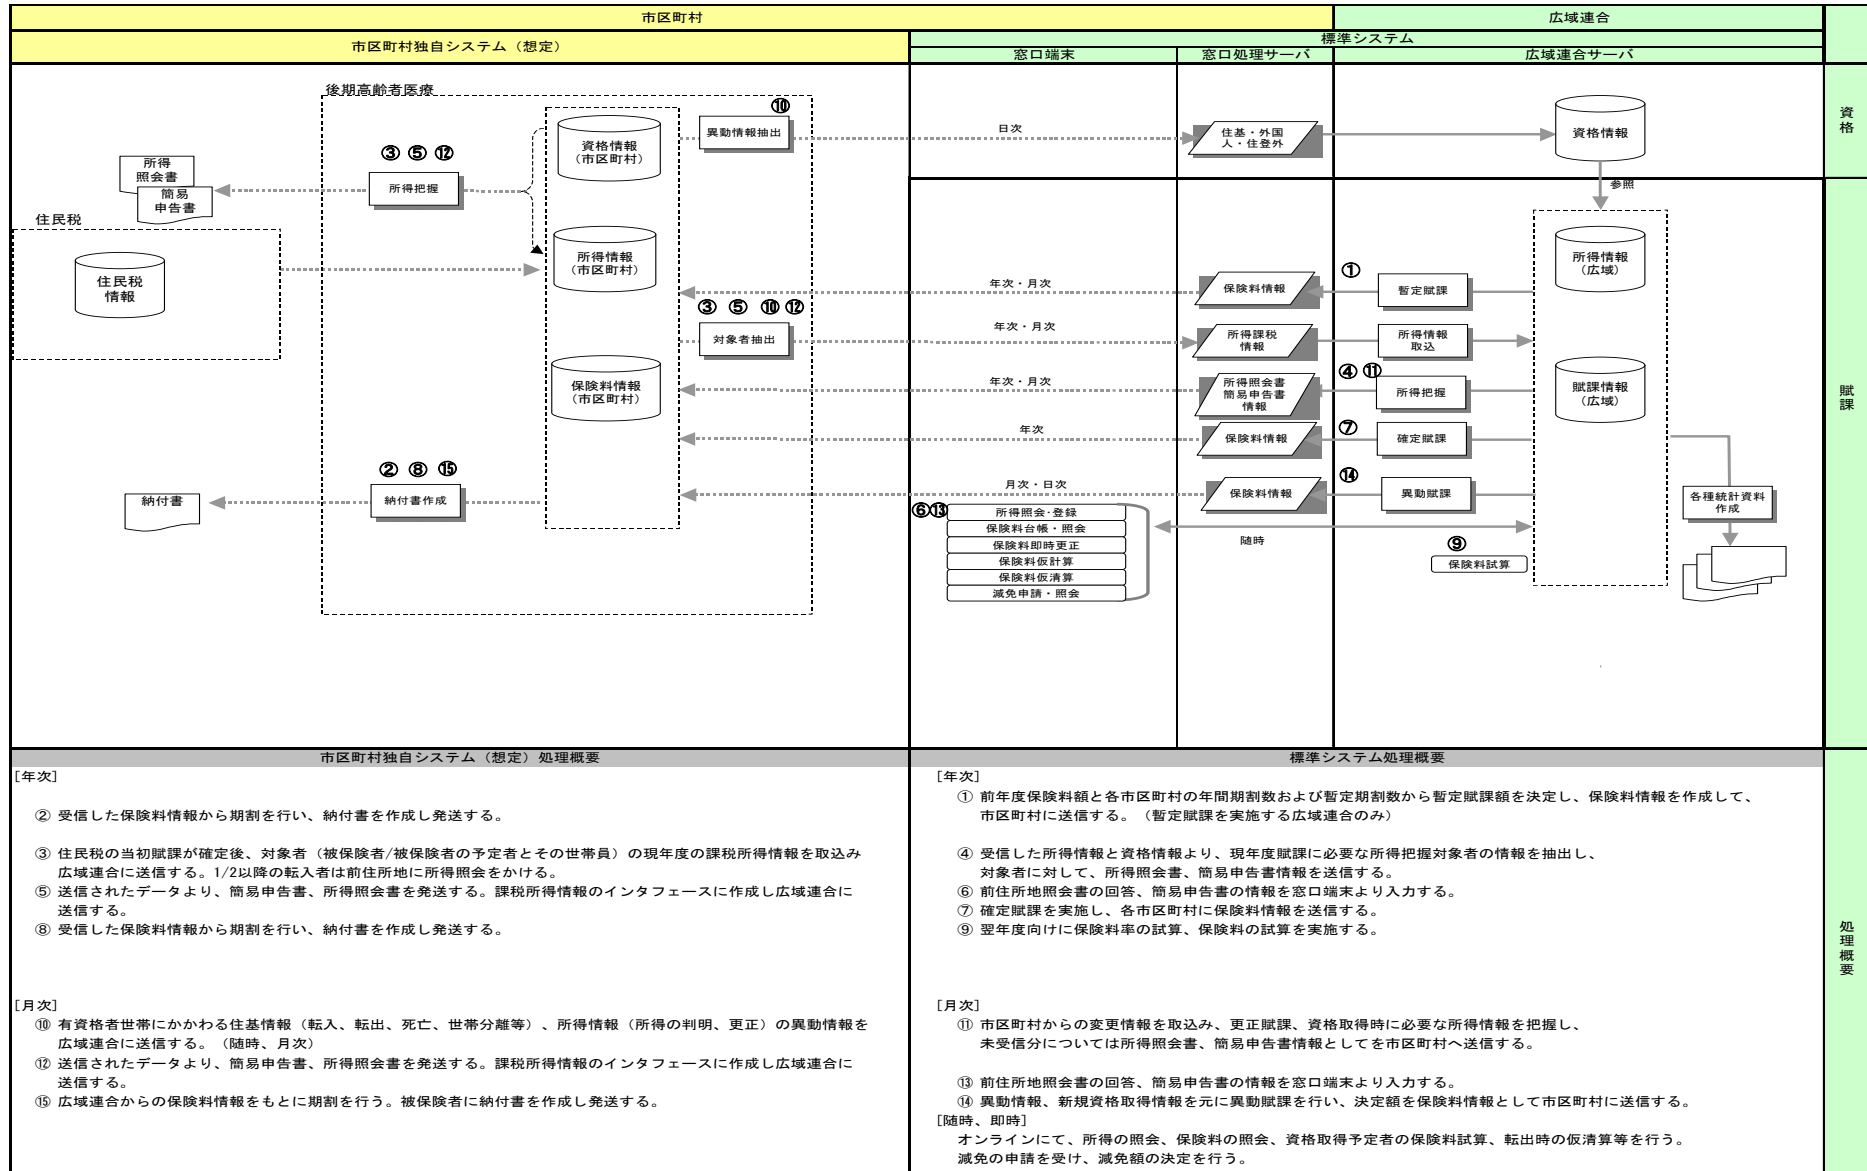 市区町村
広域連合
市区町村独自システム（想定）
標準システム
窓口端末
窓口処理サーバ
広域連合サーバ
資格
後期高齢者医療
⑩
異動情報抽出
日次
住基・外国
人・住登外
資格情報
資格情報
（市区町村）
③ ⑤ ⑫
所得把握
所得
照会書
簡易
申告書
参照
賦課
住民税
住民税
情報
所得情報
（市区町村）
所得情報
（広域）
年次・月次
保険料情報
①
暫定賦課
③ ⑤ ⑩ ⑫
対象者抽出
年次・月次
所得課税
情報
所得情報
取込
保険料情報
（市区町村）
年次・月次
所得照会書
簡易申告書
情報
④ ⑪
所得把握
賦課情報
（広域）
年次
保険料情報
⑦
確定賦課
② ⑧ ⑮
納付書作成
納付書
月次・日次
保険料情報
⑭
異動賦課
各種統計資料
作成
⑥⑬
所得照会・登録
保険料台帳・照会
保険料即時更正
保険料仮計算
保険料仮清算
減免申請・照会
随時
⑨
保険料試算
市区町村独自システム（想定）処理概要
[年次]
② 受信した保険料情報から期割を行い、納付書を作成し発送する。
③ 住民税の当初賦課が確定後、対象者（被保険者/被保険者の予定者とその世帯員）の現年度の課税所得情報を取込み
広域連合に送信する。1/2以降の転入者は前住所地に所得照会をかける。
⑤ 送信されたデータより、簡易申告書、所得照会書を発送する。課税所得情報のインタフェースに作成し広域連合に
送信する。
⑧ 受信した保険料情報から期割を行い、納付書を作成し発送する。
[月次]
⑩ 有資格者世帯にかかわる住基情報（転入、転出、死亡、世帯分離等）、所得情報（所得の判明、更正）の異動情報を
広域連合に送信する。（随時、月次）
⑫ 送信されたデータより、簡易申告書、所得照会書を発送する。課税所得情報のインタフェースに作成し広域連合に
送信する。
⑮ 広域連合からの保険料情報をもとに期割を行う。被保険者に納付書を作成し発送する。
標準システム処理概要
[年次]
① 前年度保険料額と各市区町村の年間期割数および暫定期割数から暫定賦課額を決定し、保険料情報を作成して、
市区町村に送信する。（暫定賦課を実施する広域連合のみ）
④ 受信した所得情報と資格情報より、現年度賦課に必要な所得把握対象者の情報を抽出し、
対象者に対して、所得照会書、簡易申告書情報を送信する。
⑥ 前住所地照会書の回答、簡易申告書の情報を窓口端末より入力する。
⑦ 確定賦課を実施し、各市区町村に保険料情報を送信する。
⑨ 翌年度向けに保険料率の試算、保険料の試算を実施する。
[月次]
⑪ 市区町村からの変更情報を取込み、更正賦課、資格取得時に必要な所得情報を把握し、
未受信分については所得照会書、簡易申告書情報としてを市区町村へ送信する。
⑬ 前住所地照会書の回答、簡易申告書の情報を窓口端末より入力する。
⑭ 異動情報、新規資格取得情報を元に異動賦課を行い、決定額を保険料情報として市区町村に送信する。
[随時、即時]
オンラインにて、所得の照会、保険料の照会、資格取得予定者の保険料試算、転出時の仮清算等を行う。
減免の申請を受け、減免額の決定を行う。
処理概要